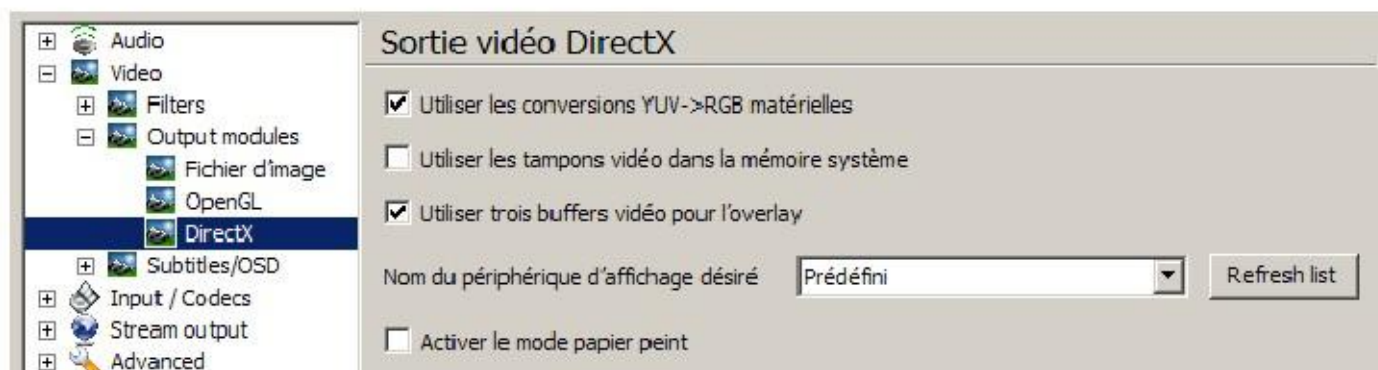 Audio
Video
Filters
Output modules
Fichier d'image
OpenGL
DirectX
Subtitles/OSD
Input / Codecs
Stream output
Advanced
Sortie vidéo DirectX
Utiliser les conversions YUV->RGB matérielles
Utiliser les tampons vidéo dans la mémoire système
Utiliser trois buffers vidéo pour l'overlay
Nom du périphérique d'affichage désiré Prédéfini Refresh list
Activer le mode papier peint